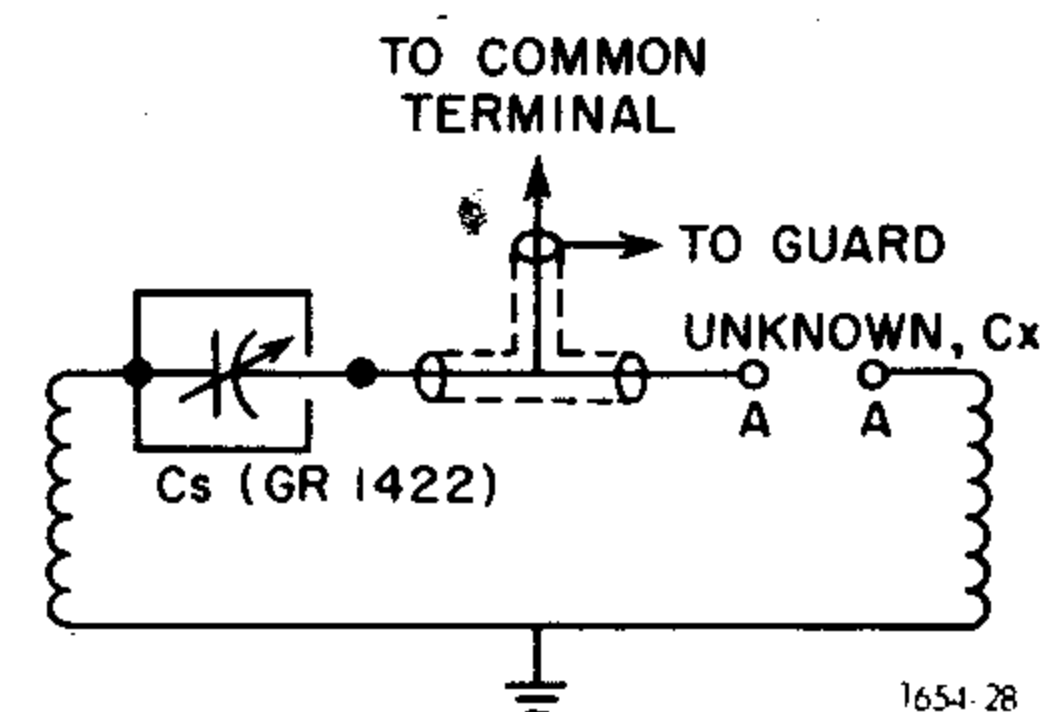 TO COMMON
TERMINAL
TO GUARD
UNKNOWN, Cx
A A
Cs (GR 1422)
1654-28